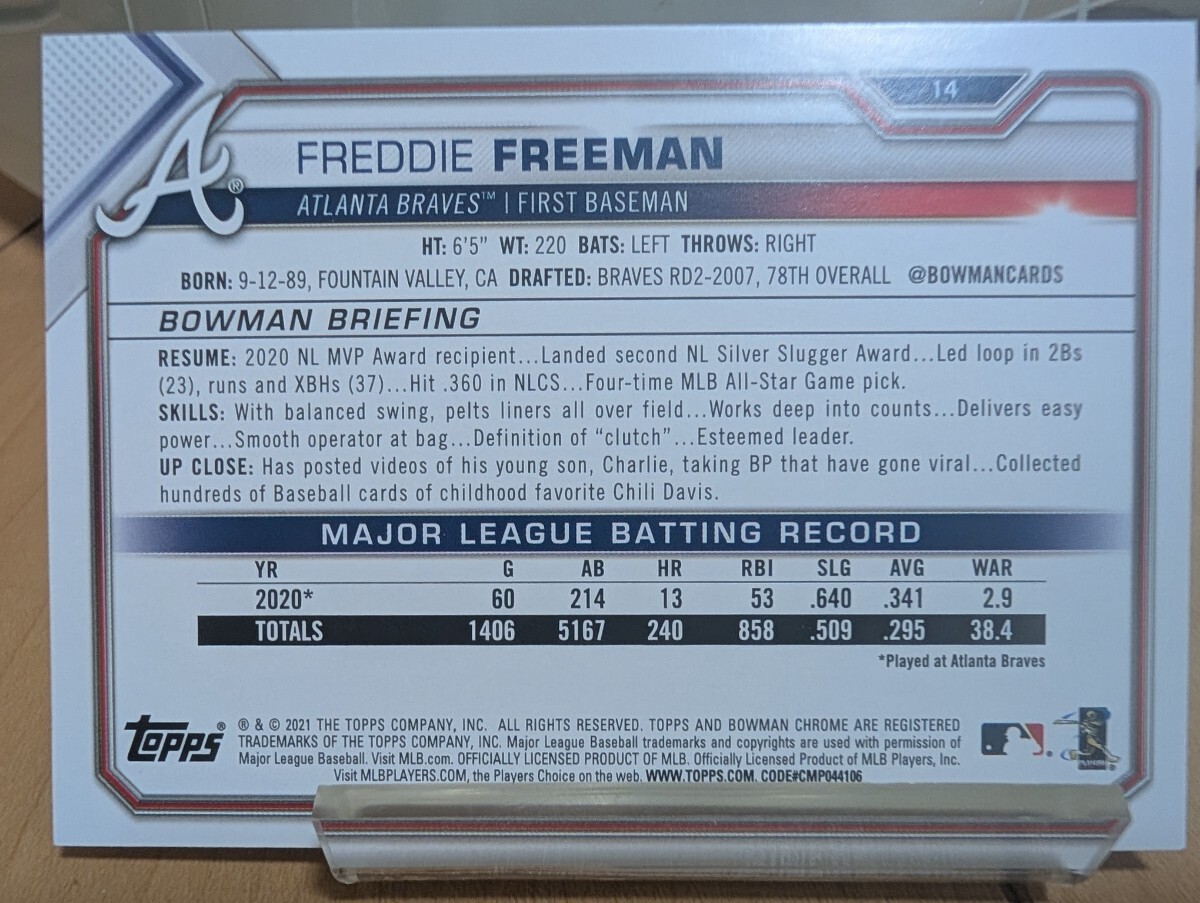 14
A®
FREDDIE FREEMAN
ATLANTA BRAVES™ | FIRST BASEMAN
HT: 6'5" WT: 220 BATS: LEFT THROWS: RIGHT
BORN: 9-12-89, FOUNTAIN VALLEY, CA DRAFTED: BRAVES RD2-2007, 78TH OVERALL @BOWMANCARDS
BOWMAN BRIEFING
RESUME: 2020 NL MVP Award recipient...Landed second NL Silver Slugger Award...Led loop in 2Bs
(23), runs and XBHs (37)...Hit .360 in NLCS...Four-time MLB All-Star Game pick.
SKILLS: With balanced swing, pelts liners all over field...Works deep into counts...Delivers easy
power...Smooth operator at bag...Definition of "clutch"...Esteemed leader.
UP CLOSE: Has posted videos of his young son, Charlie, taking BP that have gone viral...Collected
hundreds of Baseball cards of childhood favorite Chili Davis.
MAJOR LEAGUE BATTING RECORD
YR G AB HR RBI SLG AVG WAR
2020* 60 214 13 53 .640 .341 2.9
TOTALS 1406 5167 240 858 .509 .295 38.4
*Played at Atlanta Braves
Topps® ® & © 2021 THE TOPPS COMPANY, INC. ALL RIGHTS RESERVED. TOPPS AND BOWMAN CHROME ARE REGISTERED
TRADEMARKS OF THE TOPPS COMPANY, INC. Major League Baseball trademarks and copyrights are used with permission of
Major League Baseball. Visit MLB.com. OFFICIALLY LICENSED PRODUCT OF MLB. Officially Licensed Product of MLB Players, Inc.
Visit MLBPLAYERS.COM, the Players Choice on the web. WWW.TOPPS.COM. CODE#CMP044106